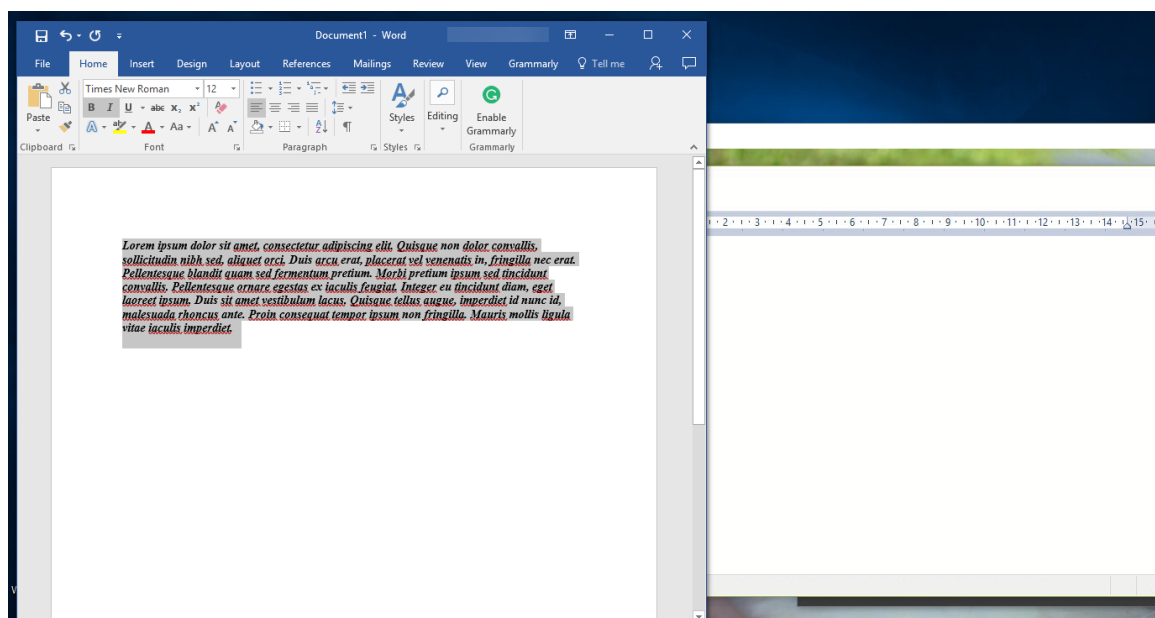 Document1 - Word
File Home Insert Design Layout References Mailings Review View Grammarly Tell me
Times New Roman 12
Paste
B I U abc X₂ X²
A aby A Aa A A
Styles Editing Enable Grammarly
Clipboard Font Paragraph Styles Grammarly
2 3 4 5 6 7 8 9 10 11 12 13 14 15
Lorem ipsum dolor sit amet, consectetur adipiscing elit. Quisque non dolor convallis,
sollicitudin nibh sed, aliquet orci. Duis arcu erat, placerat vel venenatis in, fringilla nec erat.
Pellentesque blandit quam sed fermentum pretium. Morbi pretium ipsum sed tincidunt
convallis. Pellentesque ornare egestas ex iaculis feugiat. Integer eu tincidunt diam, eget
laoreet ipsum. Duis sit amet vestibulum lacus. Quisque tellus augue, imperdiet id nunc id,
malesuada rhoncus ante. Proin consequat tempor ipsum non fringilla. Mauris mollis ligula
vitae iaculis imperdiet.